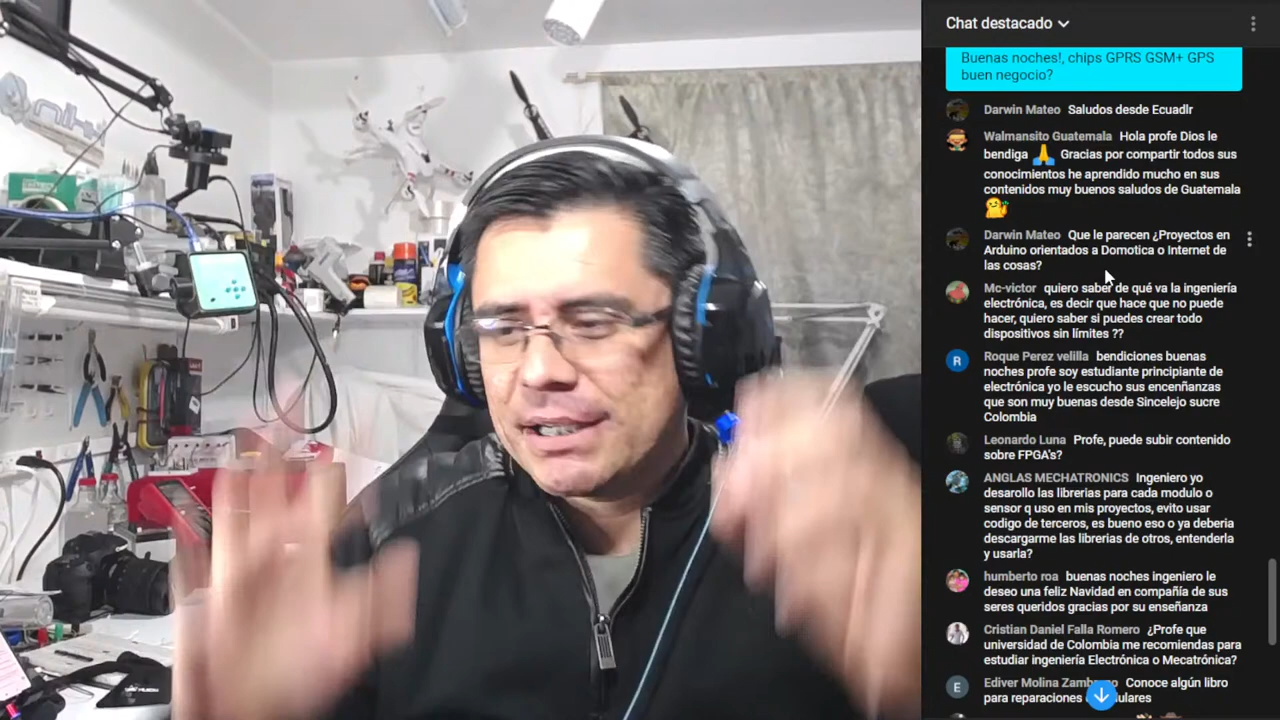 Chat destacado
Buenas noches!, chips GPRS GSM+ GPS
buen negocio?
Darwin Mateo Saludos desde Ecuadlr
Walmansito Guatemala Hola profe Dios le
bendiga 🙏 Gracias por compartir todos sus
conocimientos he aprendido mucho en sus
contenidos muy buenos saludos de Guatemala
Darwin Mateo Que le parecen ¿Proyectos en
Arduino orientados a Domotica o Internet de
las cosas?
Mc-victor quiero saber de qué va la ingeniería
electrónica, es decir que hace que no puede
hacer, quiero saber si puedes crear todo
dispositivos sin límites ??
R
Roque Perez velilla bendiciones buenas
noches profe soy estudiante principiante de
electrónica yo le escucho sus encenñanzas
que son muy buenas desde Sincelejo sucre
Colombia
Leonardo Luna Profe, puede subir contenido
sobre FPGA's?
ANGLAS MECHATRONICS Ingeniero yo
desarollo las librerias para cada modulo o
sensor q uso en mis proyectos, evito usar
codigo de terceros, es bueno eso o ya deberia
descargarme las librerias de otros, entenderla
y usarla?
humberto roa buenas noches ingeniero le
deseo una feliz Navidad en compañía de sus
seres queridos gracias por su enseñanza
Cristian Daniel Falla Romero ¿Profe que
universidad de Colombia me recomiendas para
estudiar ingeniería Electrónica o Mecatrónica?
E
Ediver Molina Conoce algún libro
para reparaciones